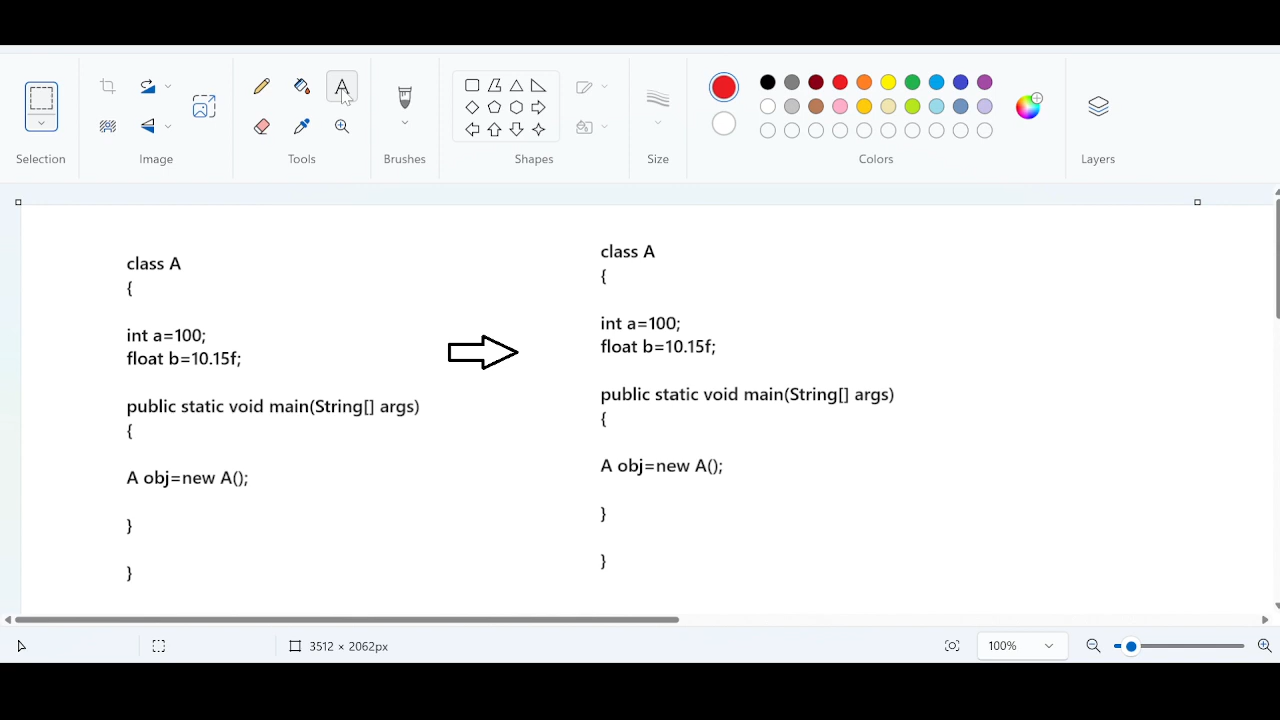 Selection
Image
Tools
Brushes
Shapes
Size
Colors
Layers
class A
{
int a=100;
float b=10.15f;
public static void main(String[] args)
{
A obj=new A();
}
}
class A
{
int a=100;
float b=10.15f;
public static void main(String[] args)
{
A obj=new A();
}
}
3512 × 2062px
100%